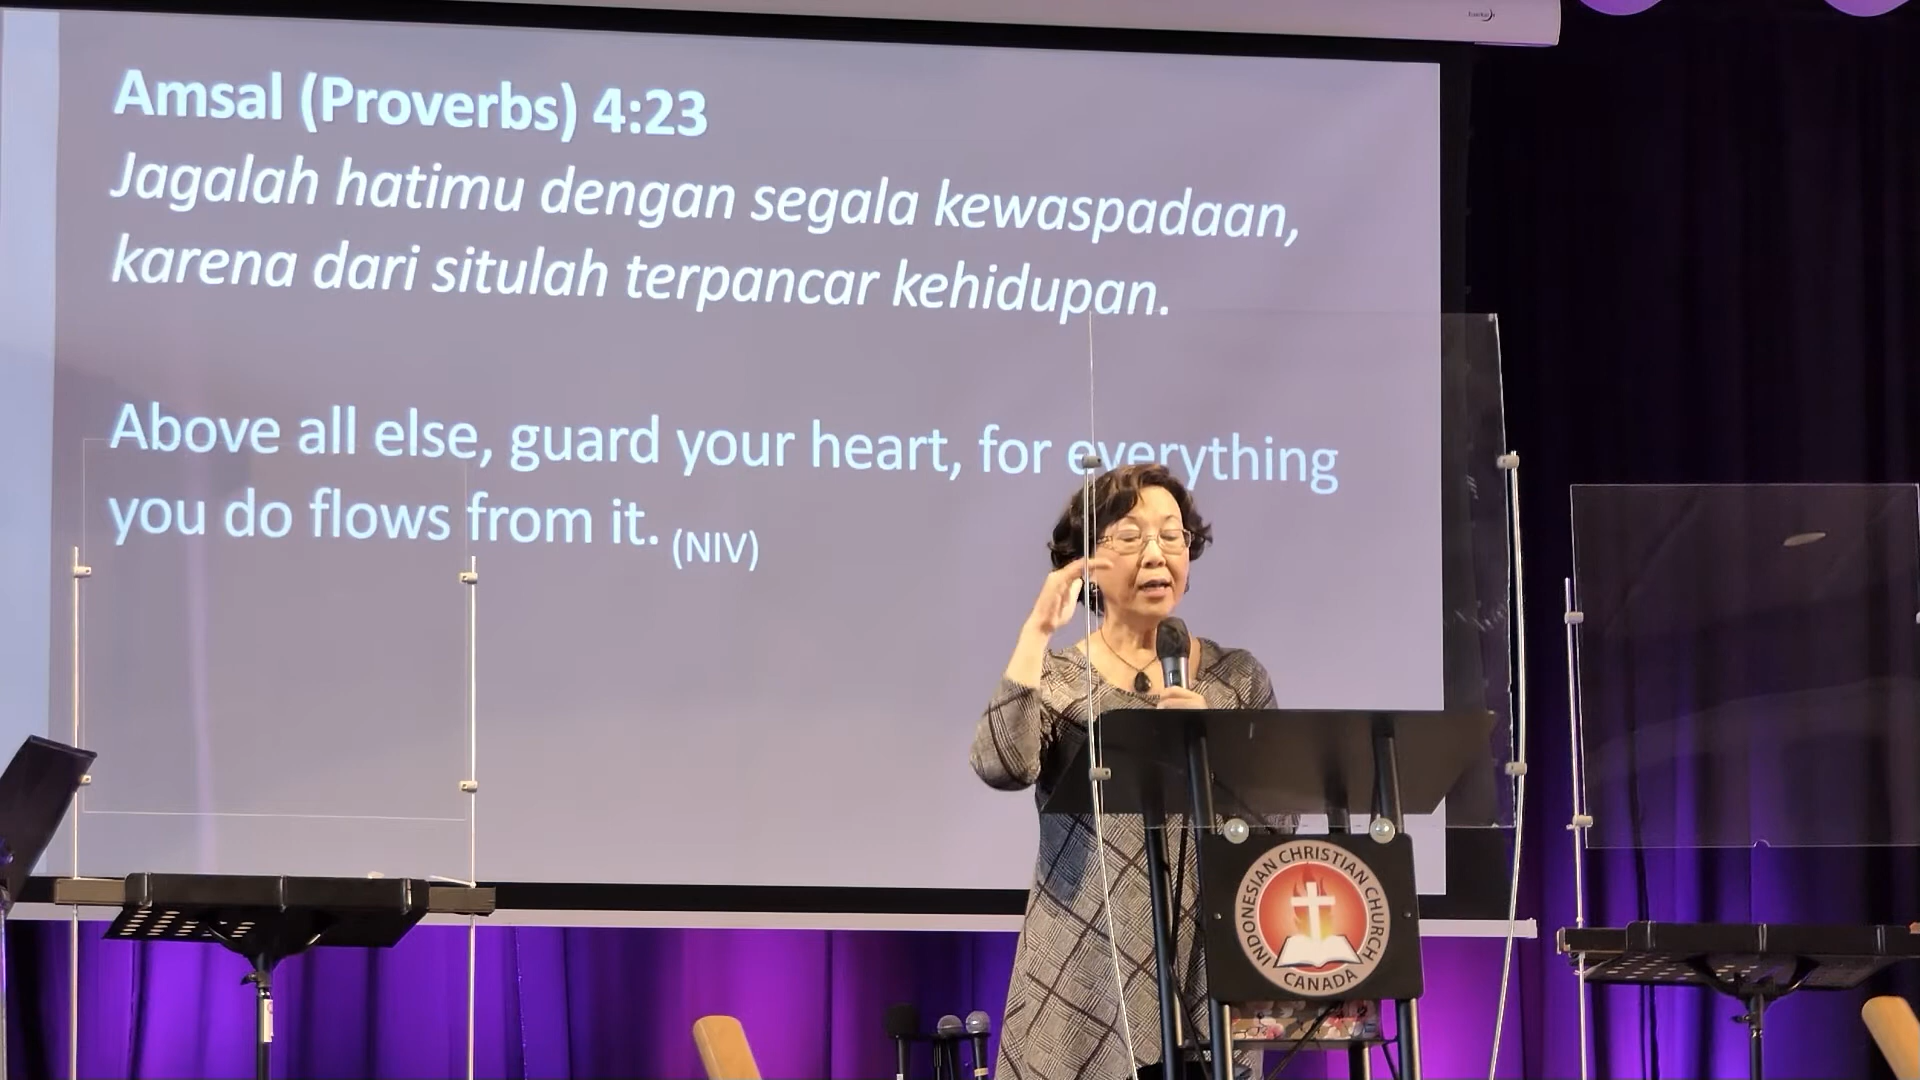 Amsal (Proverbs) 4:23
Jagalah hatimu dengan segala kewaspadaan,
karena dari situlah terpancar kehidupan.
Above all else, guard your heart, for everything
you do flows from it. (NIV)
INDONESIAN CHRISTIAN CHURCH
CANADA